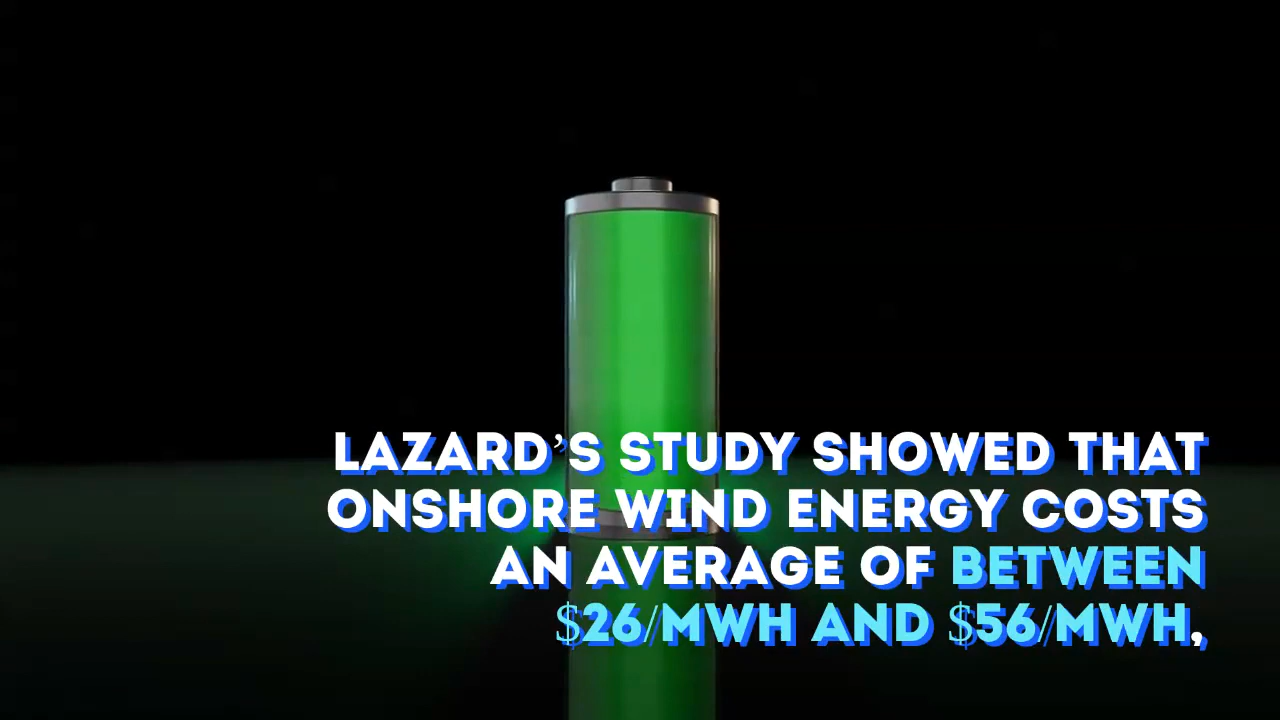 LAZARD’S STUDY SHOWED THAT
ONSHORE WIND ENERGY COSTS
AN AVERAGE OF BETWEEN
$26/MWH AND $56/MWH,